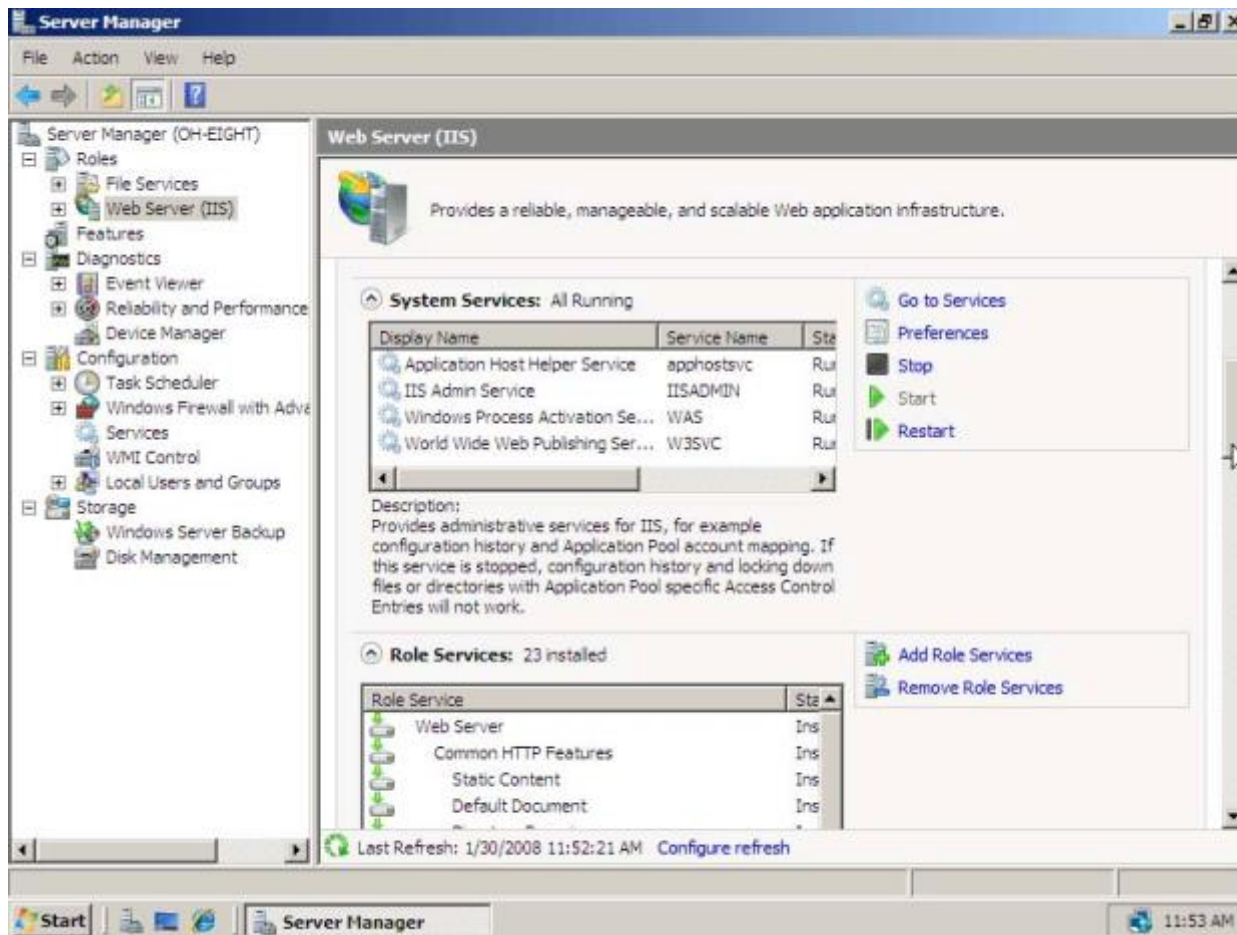 Server Manager
File Action View Help
Server Manager (OH-EIGHT)
Roles
File Services
Web Server (IIS)
Features
Diagnostics
Event Viewer
Reliability and Performance
Device Manager
Configuration
Task Scheduler
Windows Firewall with Adva
Services
WMI Control
Local Users and Groups
Storage
Windows Server Backup
Disk Management
Web Server (IIS)
Provides a reliable, manageable, and scalable Web application infrastructure.
System Services: All Running
Display Name Service Name Sta
Application Host Helper Service apphostsvc Ru
IIS Admin Service IISADMIN Ru
Windows Process Activation Se... WAS Ru
World Wide Web Publishing Ser... W3SVC Ru
Description:
Provides administrative services for IIS, for example
configuration history and Application Pool account mapping. If
this service is stopped, configuration history and locking down
files or directories with Application Pool specific Access Control
Entries will not work.
Go to Services
Preferences
Stop
Start
Restart
Role Services: 23 installed
Role Service Sta
Web Server Ins
Common HTTP Features Ins
Static Content Ins
Default Document Ins
Add Role Services
Remove Role Services
Last Refresh: 1/30/2008 11:52:21 AM Configure refresh
Start Server Manager 11:53 AM